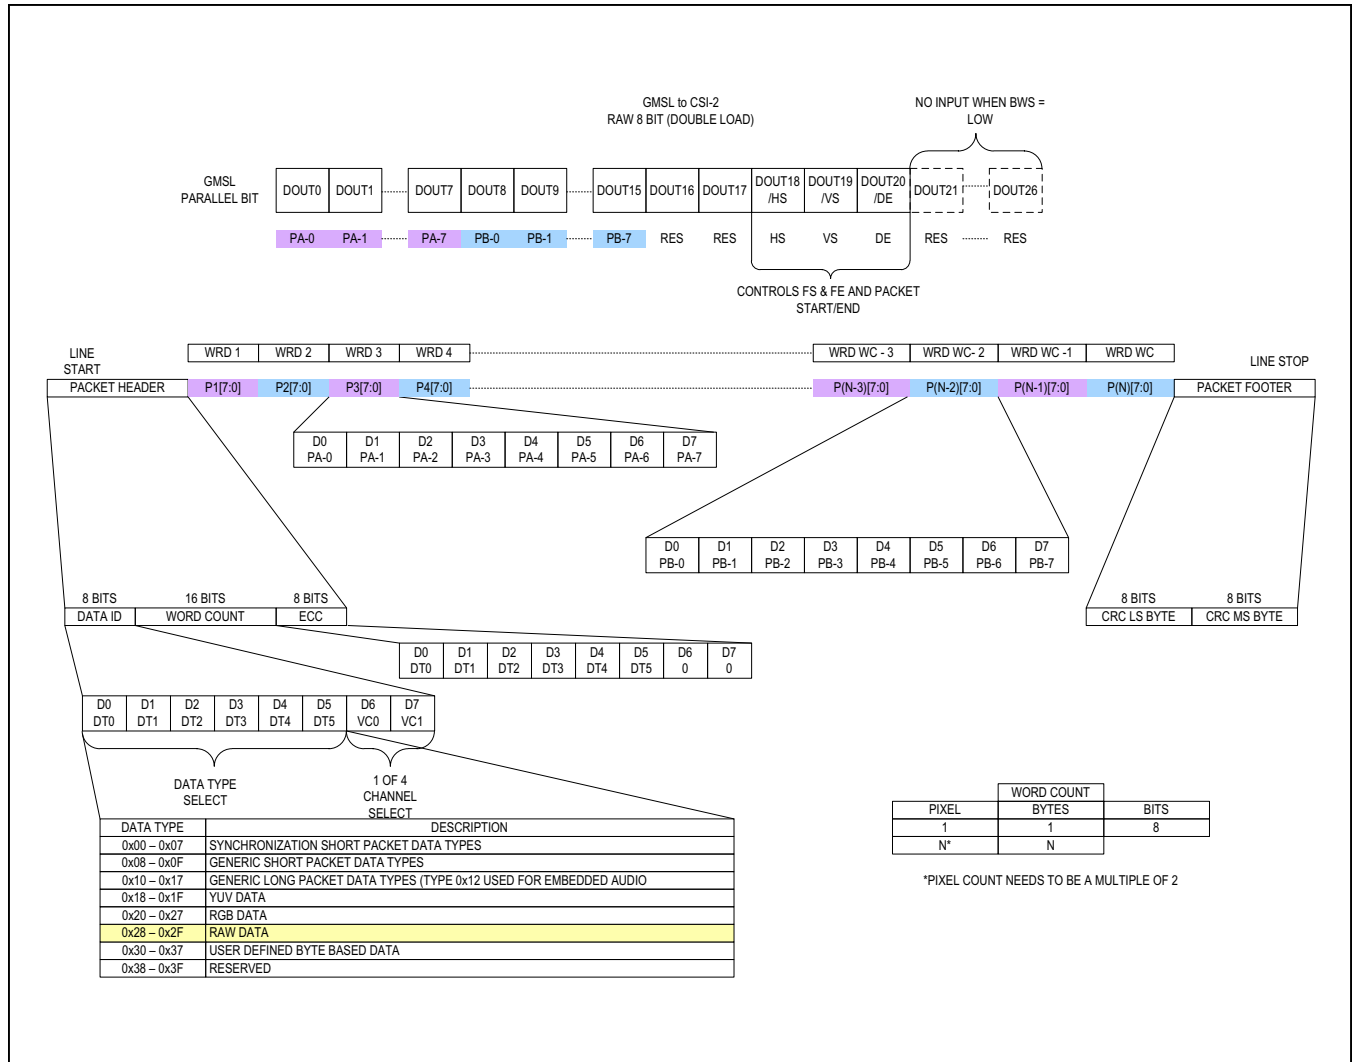 GMSL to CSI-2
RAW 8 BIT (DOUBLE LOAD)
NO INPUT WHEN BWS =
LOW
GMSL
PARALLEL BIT
DOUT0 DOUT1 DOUT7 DOUT8 DOUT9 DOUT15 DOUT16 DOUT17 DOUT18 /HS DOUT19 /VS DOUT20 /DE DOUT21 DOUT26
PA-0 PA-1 PA-7 PB-0 PB-1 PB-7 RES RES HS VS DE RES RES
CONTROLS FS & FE AND PACKET
START/END
LINE
START
WRD 1 WRD 2 WRD 3 WRD 4 WRD WC - 3 WRD WC- 2 WRD WC -1 WRD WC
LINE STOP
PACKET HEADER P1[7:0] P2[7:0] P3[7:0] P4[7:0] P(N-3)[7:0] P(N-2)[7:0] P(N-1)[7:0] P(N)[7:0] PACKET FOOTER
D0 D1 D2 D3 D4 D5 D6 D7
PA-0 PA-1 PA-2 PA-3 PA-4 PA-5 PA-6 PA-7
D0 D1 D2 D3 D4 D5 D6 D7
PB-0 PB-1 PB-2 PB-3 PB-4 PB-5 PB-6 PB-7
8 BITS 16 BITS 8 BITS
DATA ID WORD COUNT ECC
8 BITS 8 BITS
CRC LS BYTE CRC MS BYTE
D0 D1 D2 D3 D4 D5 D6 D7
DT0 DT1 DT2 DT3 DT4 DT5 0 0
D0 D1 D2 D3 D4 D5 D6 D7
DT0 DT1 DT2 DT3 DT4 DT5 VC0 VC1
DATA TYPE
SELECT
1 OF 4
CHANNEL
SELECT
DATA TYPE DESCRIPTION
0x00 – 0x07 SYNCHRONIZATION SHORT PACKET DATA TYPES
0x08 – 0x0F GENERIC SHORT PACKET DATA TYPES
0x10 – 0x17 GENERIC LONG PACKET DATA TYPES (TYPE 0x12 USED FOR EMBEDDED AUDIO
0x18 – 0x1F YUV DATA
0x20 – 0x27 RGB DATA
0x28 – 0x2F RAW DATA
0x30 – 0x37 USER DEFINED BYTE BASED DATA
0x38 – 0x3F RESERVED
WORD COUNT
PIXEL BYTES BITS
1 1 8
N* N
*PIXEL COUNT NEEDS TO BE A MULTIPLE OF 2